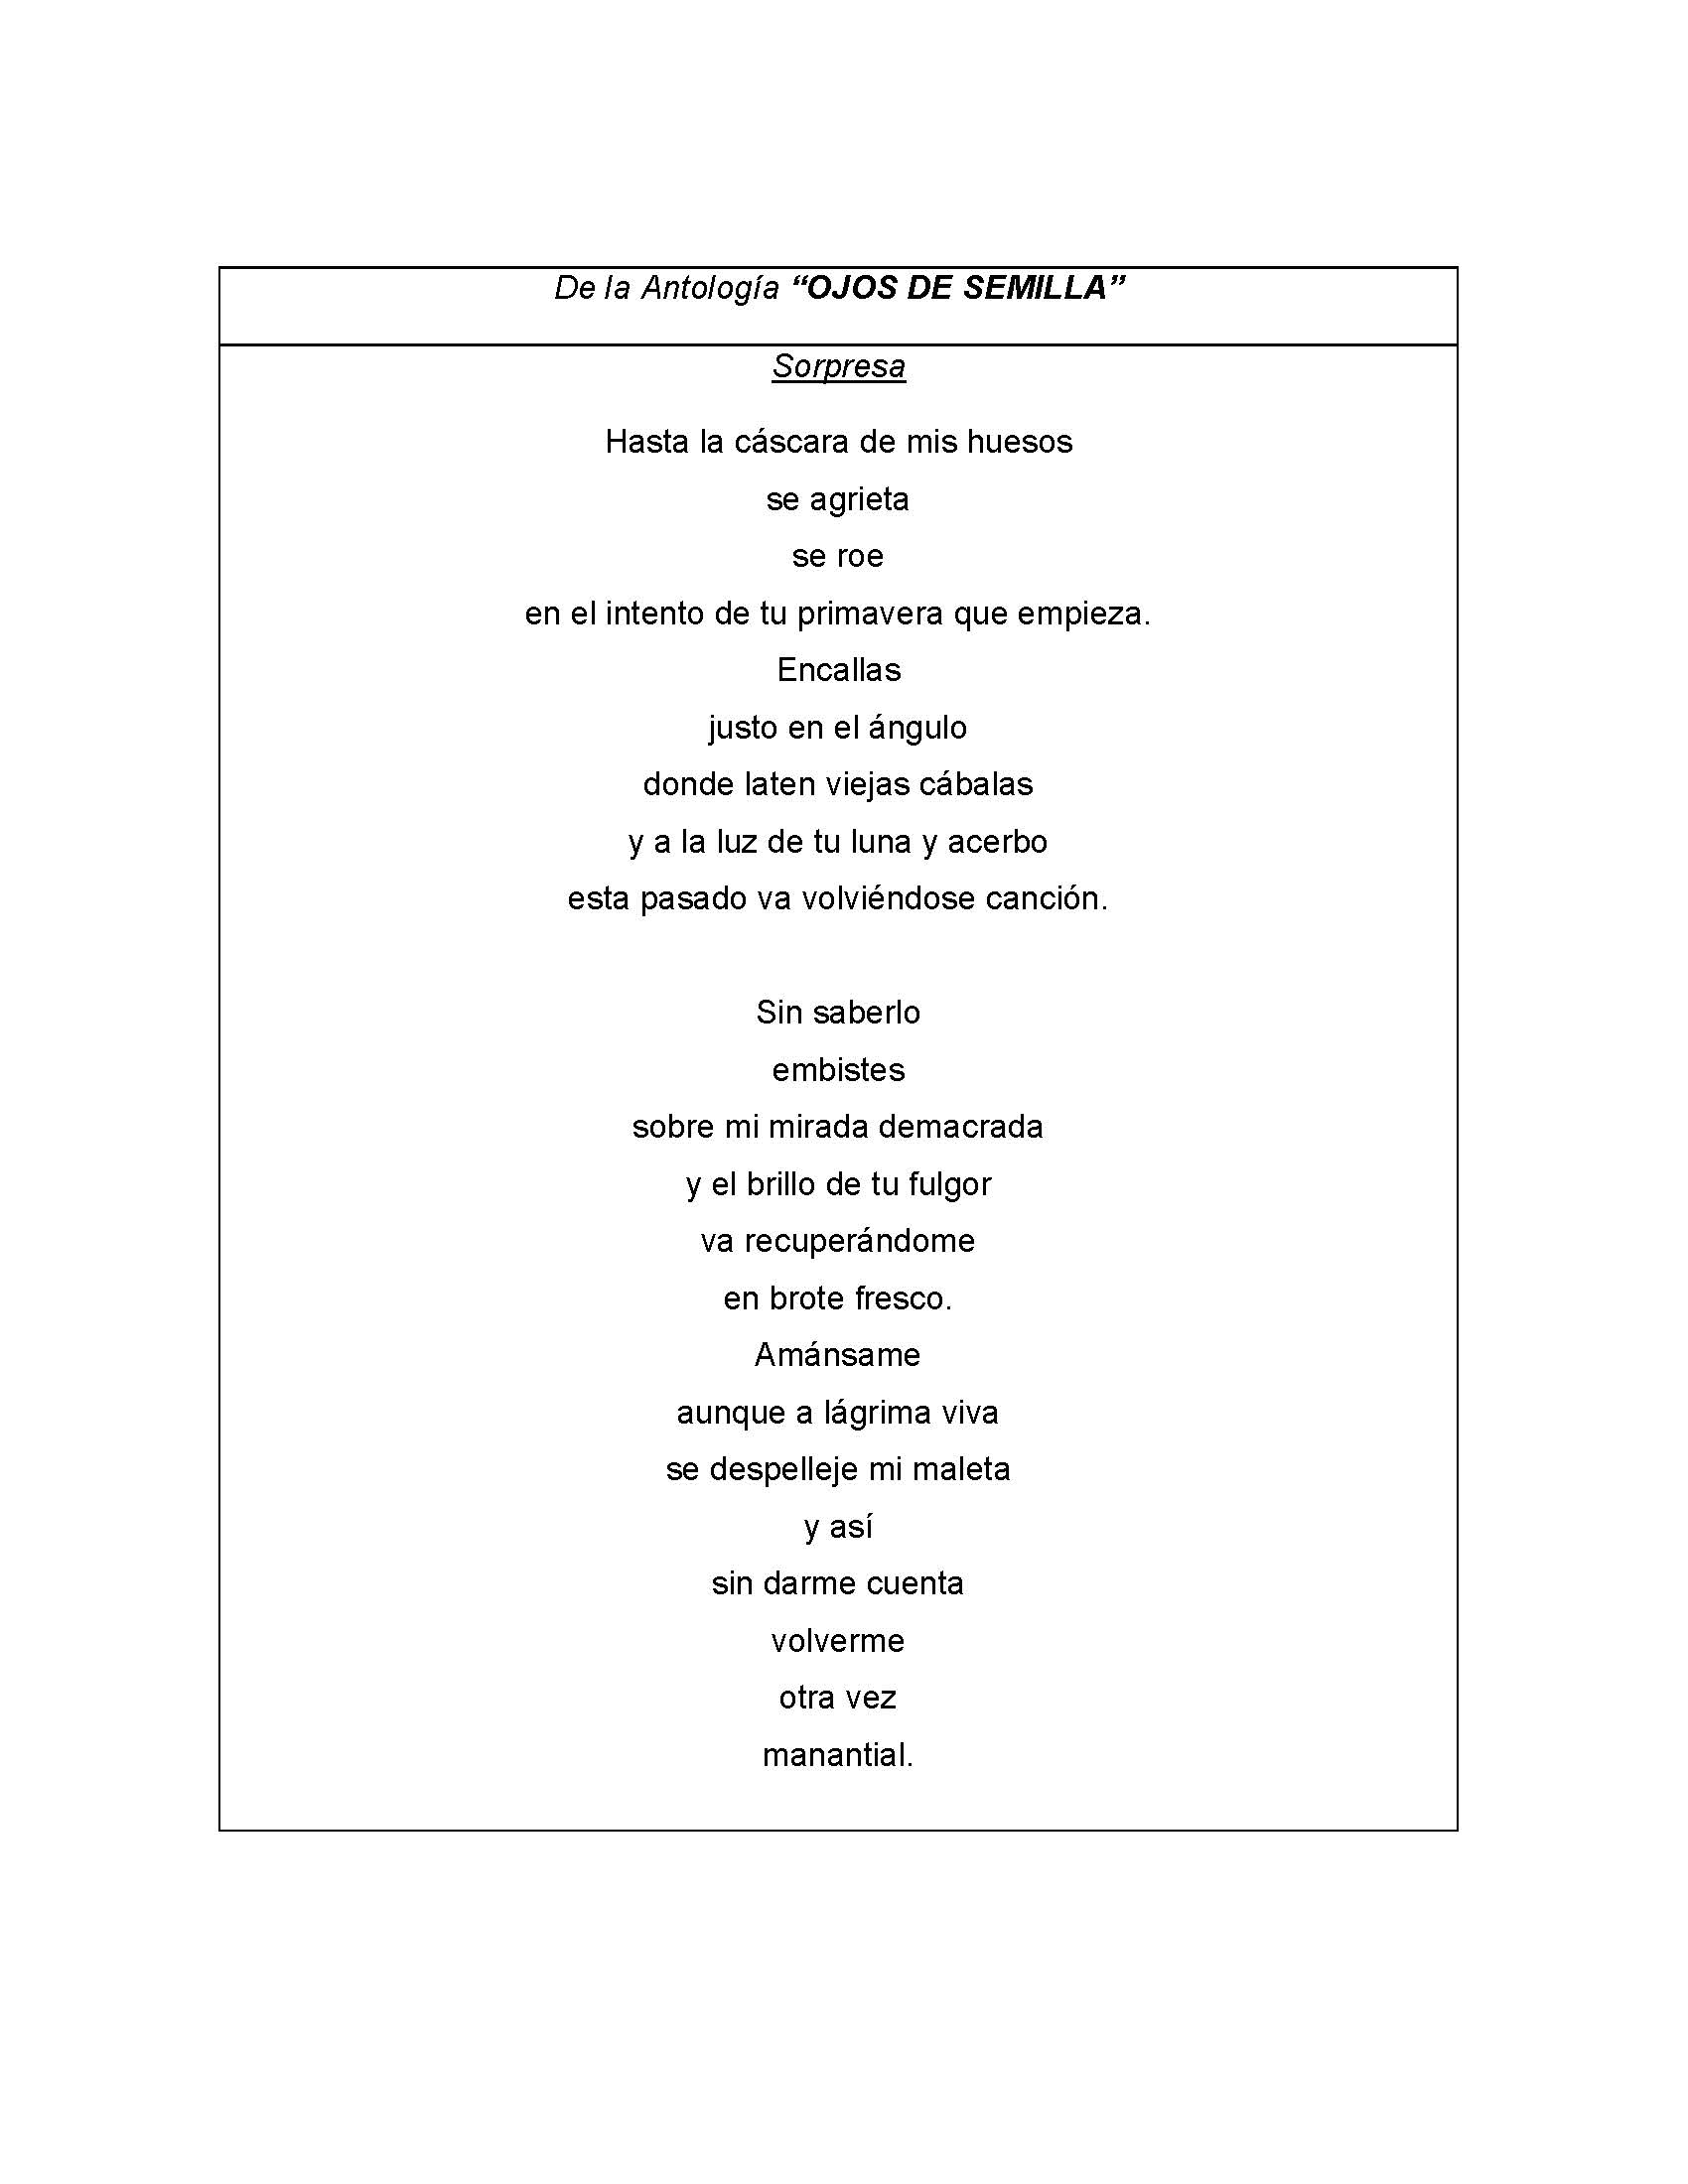 De la Antología “OJOS DE SEMILLA”
Sorpresa
Hasta la cáscara de mis huesos
se agrieta
se roe
en el intento de tu primavera que empieza.
Encallas
justo en el ángulo
donde laten viejas cábalas
y a la luz de tu luna y acerbo
esta pasado va volviéndose canción.
Sin saberlo
embistes
sobre mi mirada demacrada
y el brillo de tu fulgor
va recuperándome
en brote fresco.
Amánsame
aunque a lágrima viva
se despelleje mi maleta
y así
sin darme cuenta
volverme
otra vez
manantial.